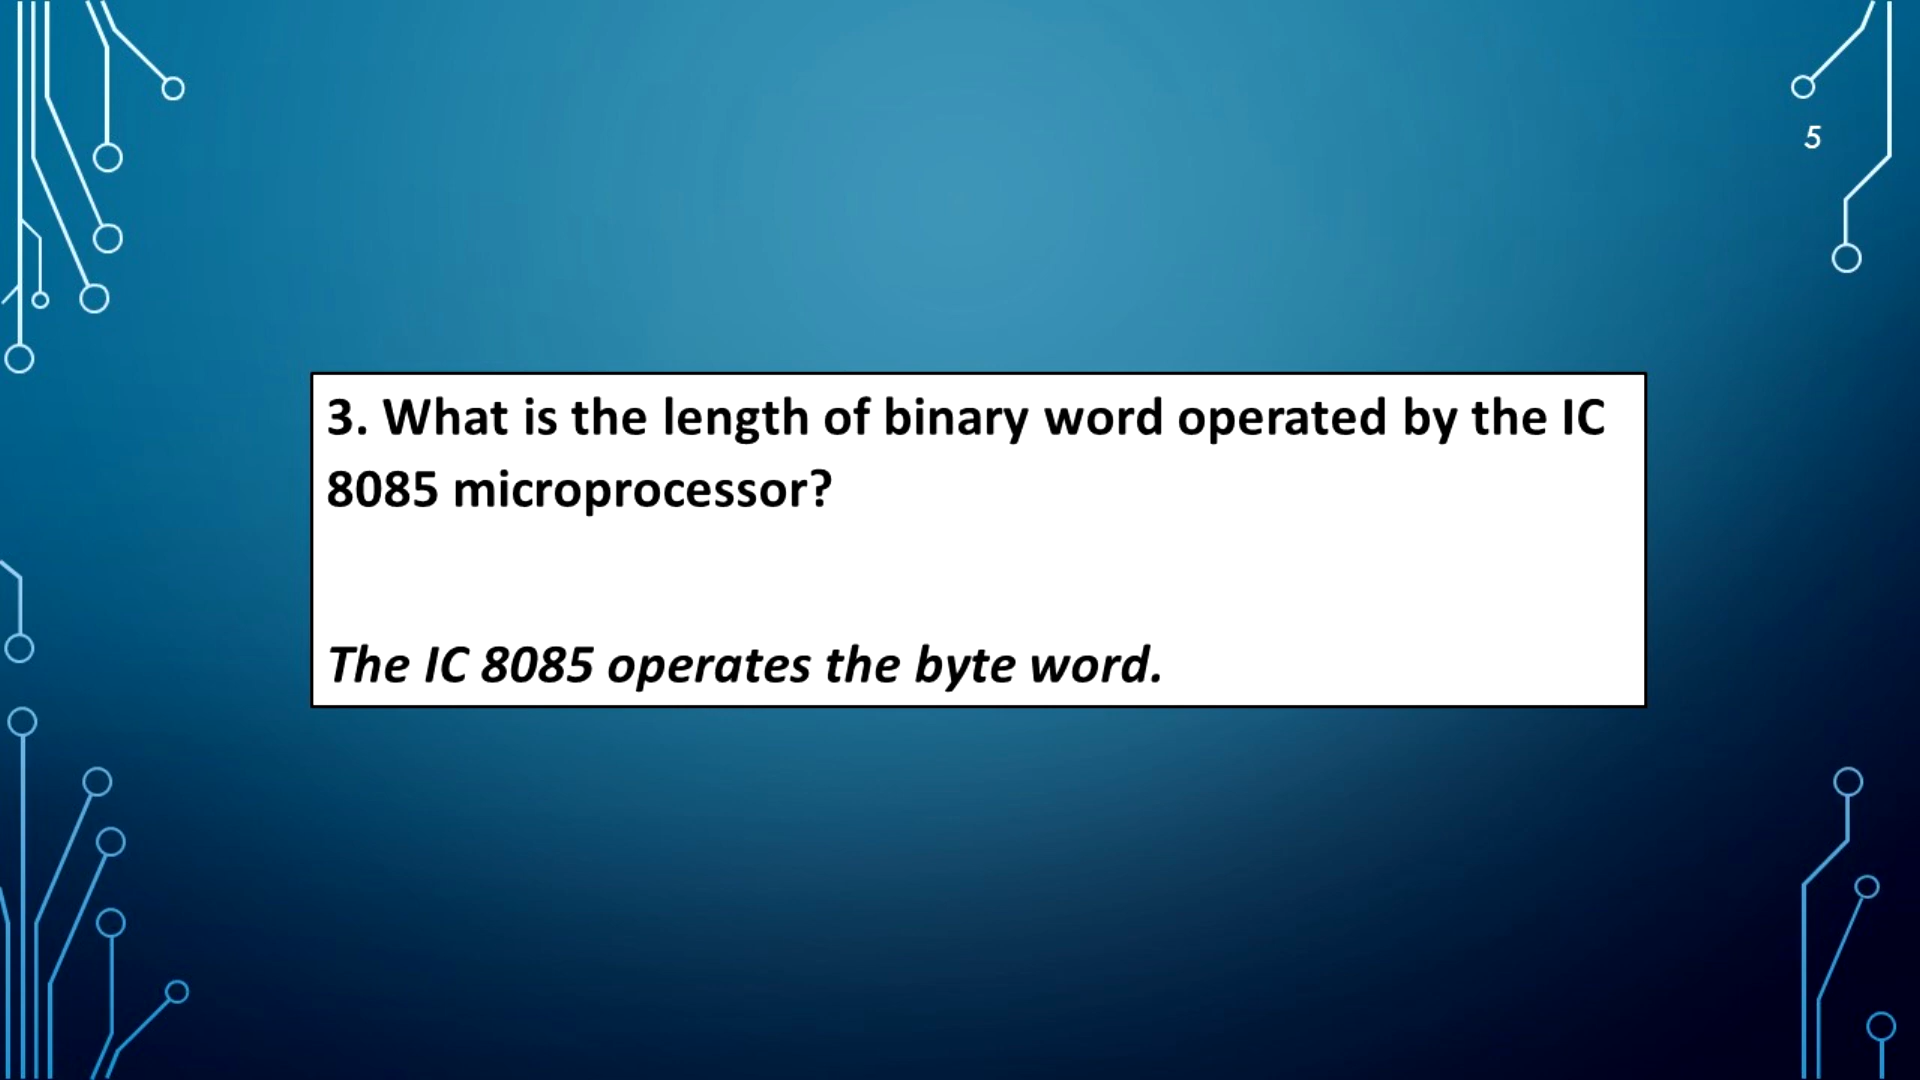 5
3. What is the length of binary word operated by the IC
8085 microprocessor?
The IC 8085 operates the byte word.